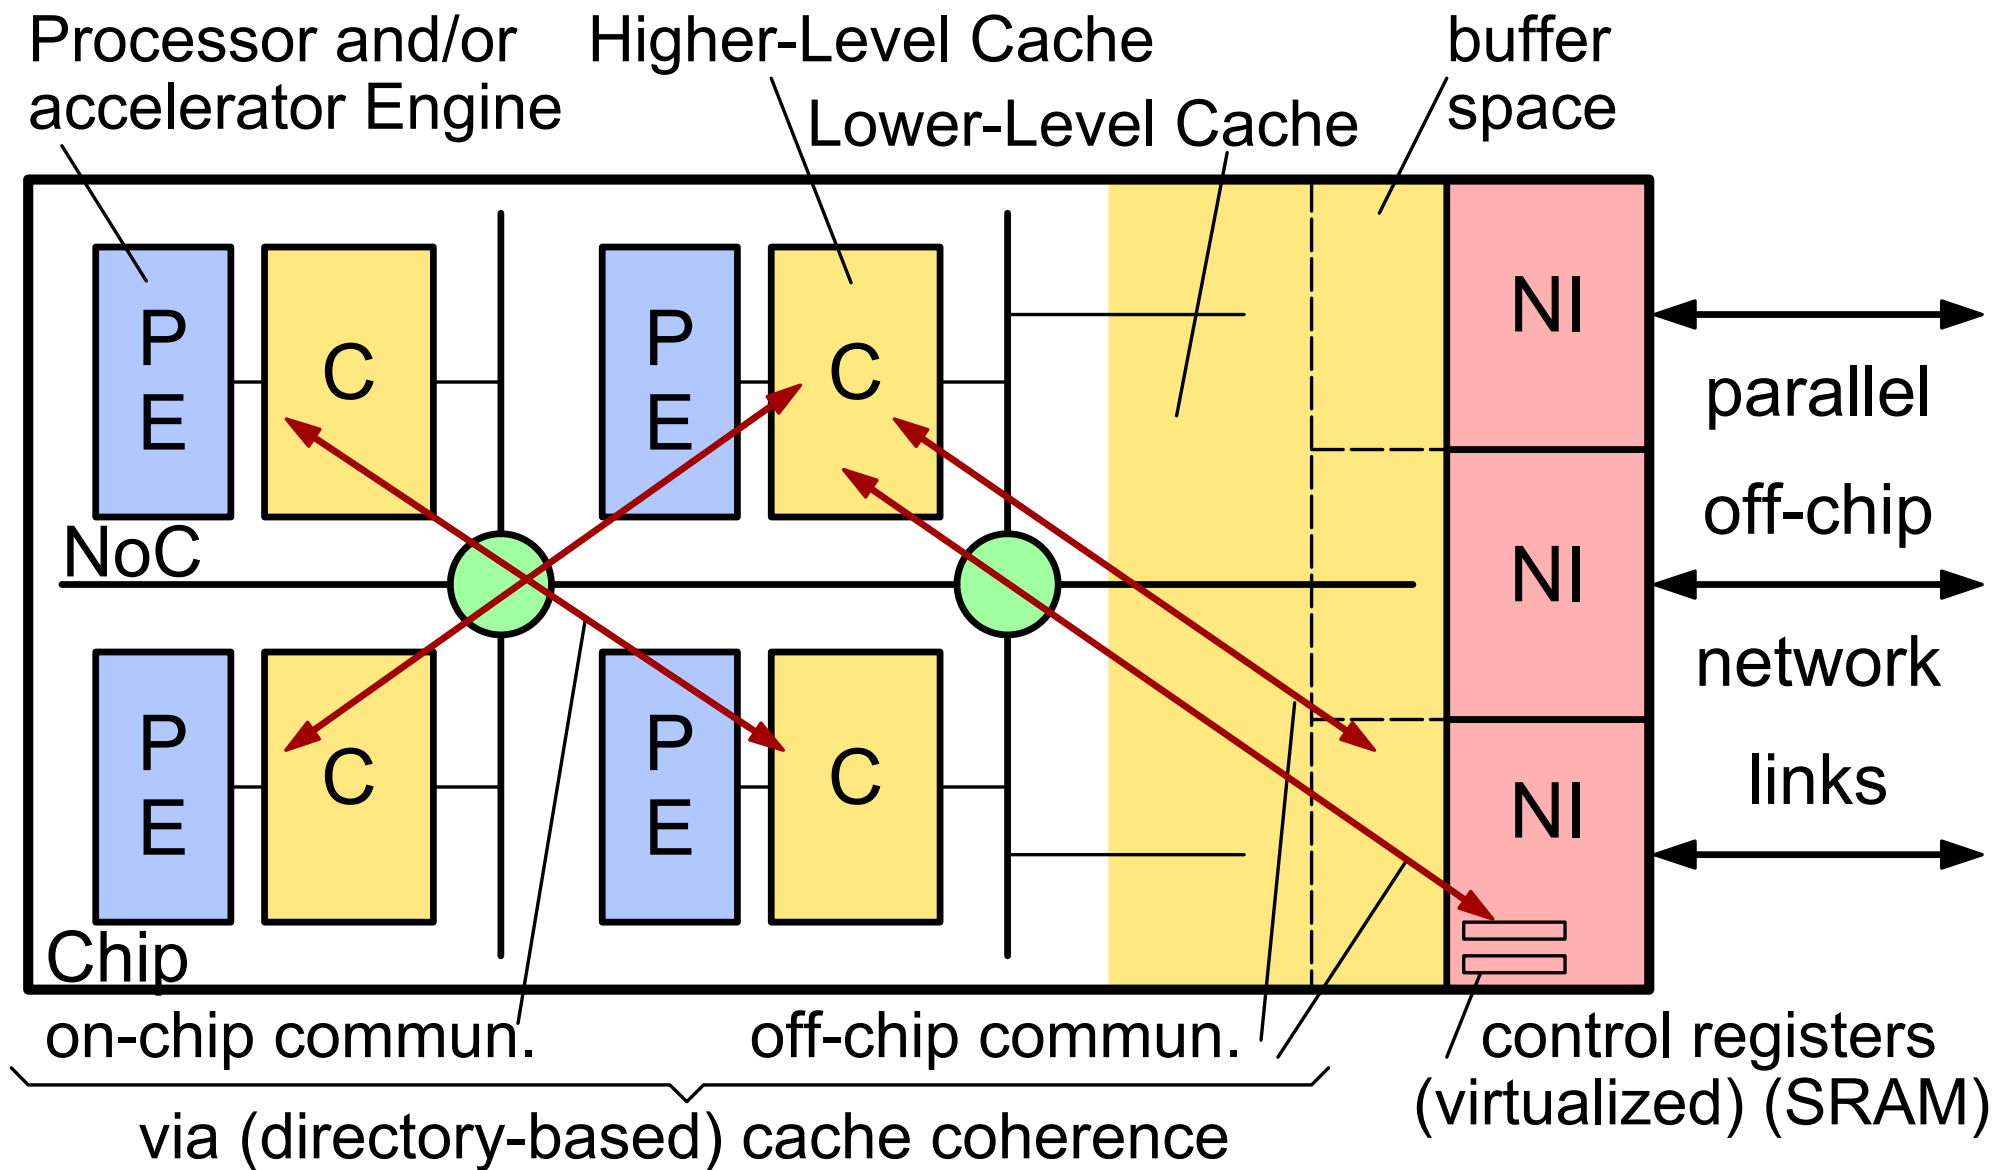 Processor and/or
accelerator Engine
Higher-Level Cache
Lower-Level Cache
buffer
space
P
E
C
P
E
C
NI
NoC
NI
P
E
C
P
E
C
NI
Chip
parallel
off-chip
network
links
on-chip commun.
off-chip commun.
via (directory-based) cache coherence
control registers
(virtualized) (SRAM)